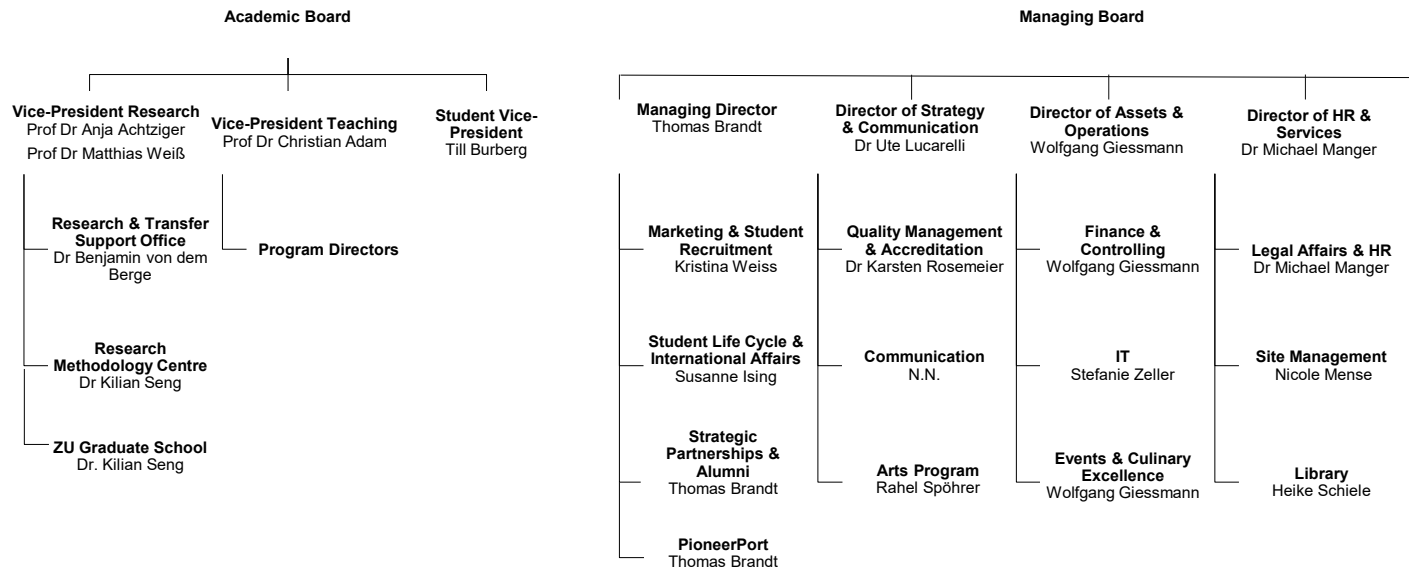 Academic Board
Vice-President Research
Prof Dr Anja Achtziger
Prof Dr Matthias Weiß
Vice-President Teaching
Prof Dr Christian Adam
Student Vice-
President
Till Burberg
Research & Transfer
Support Office
Dr Benjamin von dem
Berge
Program Directors
Research
Methodology Centre
Dr Kilian Seng
ZU Graduate School
Dr. Kilian Seng
Managing Board
Managing Director
Thomas Brandt
Director of Strategy
& Communication
Dr Ute Lucarelli
Director of Assets &
Operations
Wolfgang Giessmann
Director of HR &
Services
Dr Michael Manger
Marketing & Student
Recruitment
Kristina Weiss
Quality Management
& Accreditation
Dr Karsten Rosemeier
Finance &
Controlling
Wolfgang Giessmann
Legal Affairs & HR
Dr Michael Manger
Student Life Cycle &
International Affairs
Susanne Ising
Communication
N.N.
IT
Stefanie Zeller
Site Management
Nicole Mense
Strategic
Partnerships &
Alumni
Thomas Brandt
Arts Program
Rahel Spöhrer
Events & Culinary
Excellence
Wolfgang Giessmann
Library
Heike Schiele
PioneerPort
Thomas Brandt